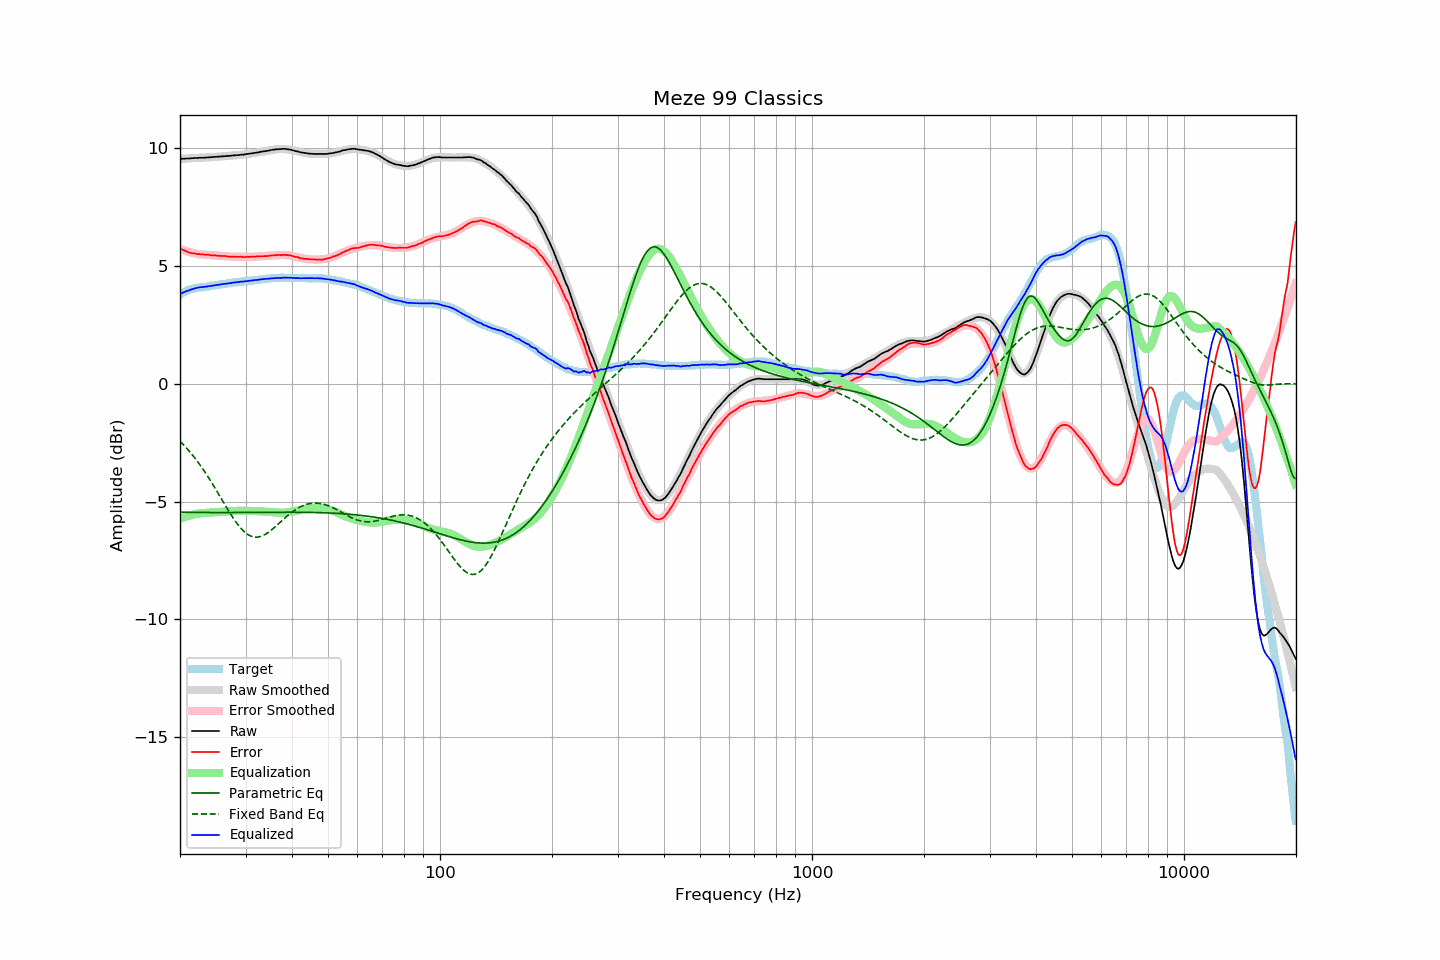 Meze 99 Classics
10
5
0
−5
−10
−15
Amplitude (dBr)
Target
Raw Smoothed
Error Smoothed
Raw
Error
Equalization
Parametric Eq
Fixed Band Eq
Equalized
100
1000
10000
Frequency (Hz)